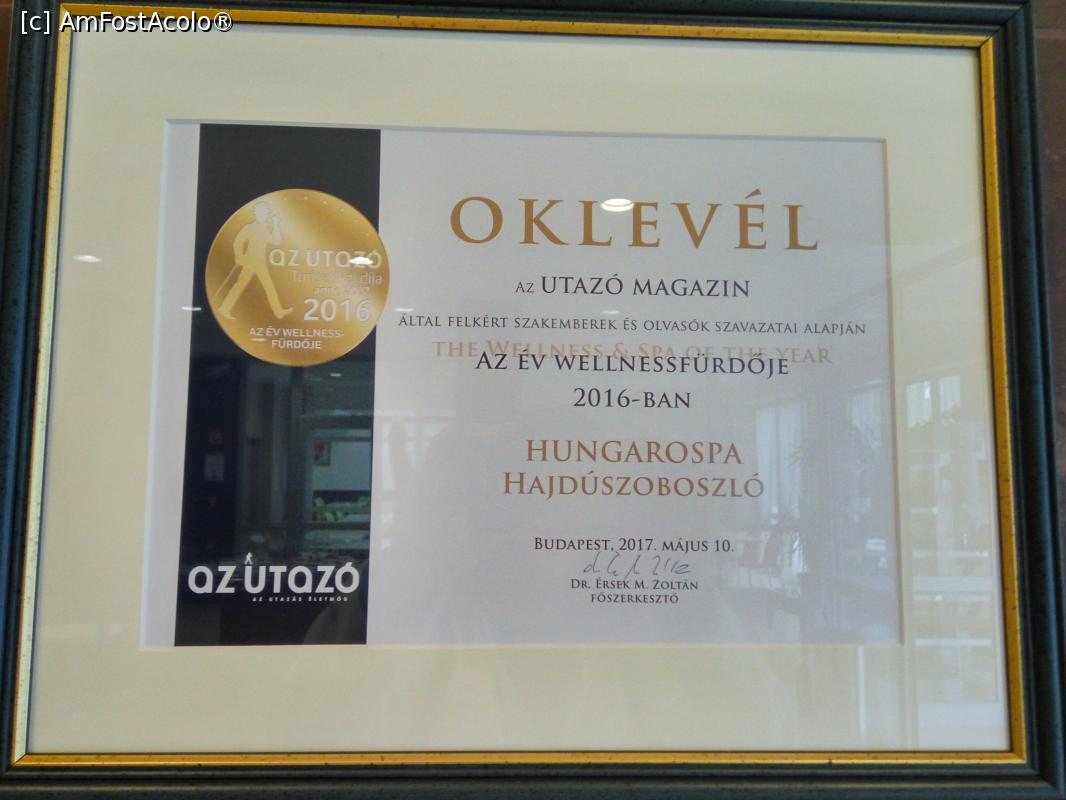 [c] AmFostAcolo®
OKLEVÉL
AZ UTAZÓ MAGAZIN
ÁLTAL FELKÉRT SZAKEMBEREK ÉS OLVASÓK SZAVAZATAI ALAPJÁN
THE WELLNESS & SPA OF THE YEAR
AZ ÉV WELLNESSFÜRDŐJE
2016-BAN
HUNGAROSPA
HAJDÚSZOBOSZLÓ
BUDAPEST, 2017. MÁJUS 10.
DR. ÉRSEK M. ZOLTÁN
FŐSZERKESZTŐ
az utazó
díja
2016
AZ ÉV WELLNESS-
FÜRDŐJE
az utazó
AZ UTAZÁS ÉLETMÓD